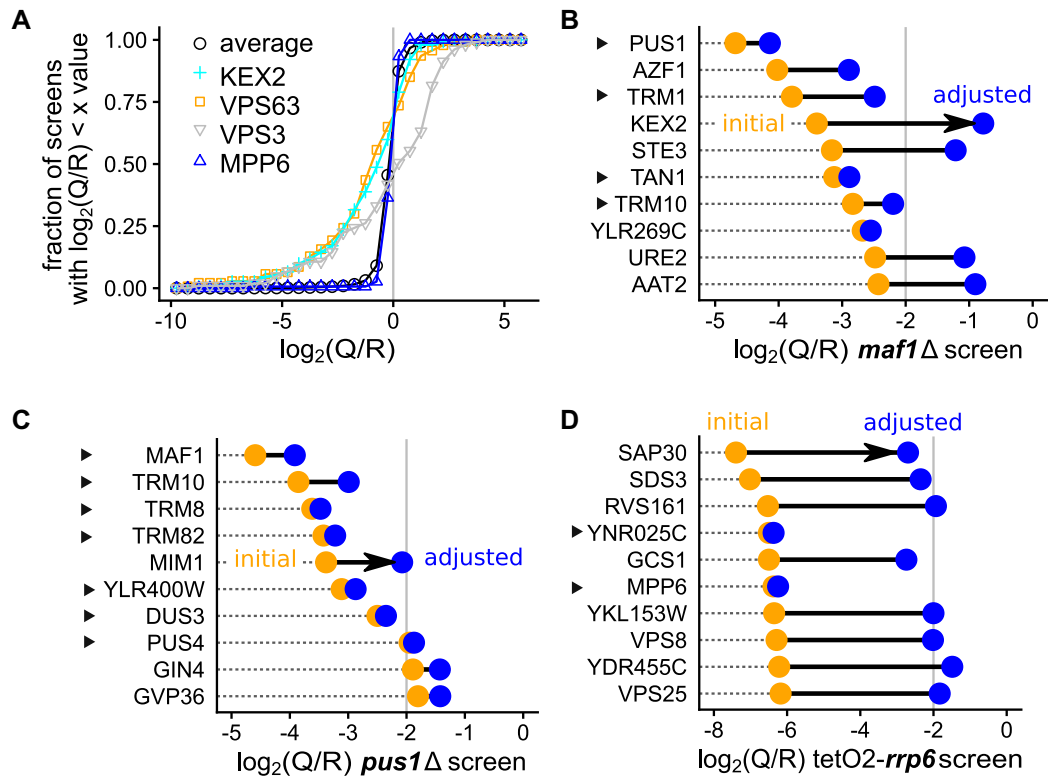 A
average
KEX2
VPS63
VPS3
MPP6
fraction of screens
with log2(Q/R) < x value
1.00
0.75
0.50
0.25
0.00
-10
-5
0
5
log2(Q/R)
B
PUS1
AZF1
TRM1
KEX2
STE3
TAN1
TRM10
YLR269C
URE2
AAT2
initial
adjusted
-5
-4
-3
-2
-1
0
log2(Q/R) maf1Δ screen
C
MAF1
TRM10
TRM8
TRM82
MIM1
YLR400W
DUS3
PUS4
GIN4
GVP36
initial
adjusted
-5
-4
-3
-2
-1
0
log2(Q/R) pus1Δ screen
D
initial
adjusted
SAP30
SDS3
RVS161
YNR025C
GCS1
MPP6
YKL153W
VPS8
YDR455C
VPS25
-8
-6
-4
-2
0
log2(Q/R) tetO2-rrp6 screen